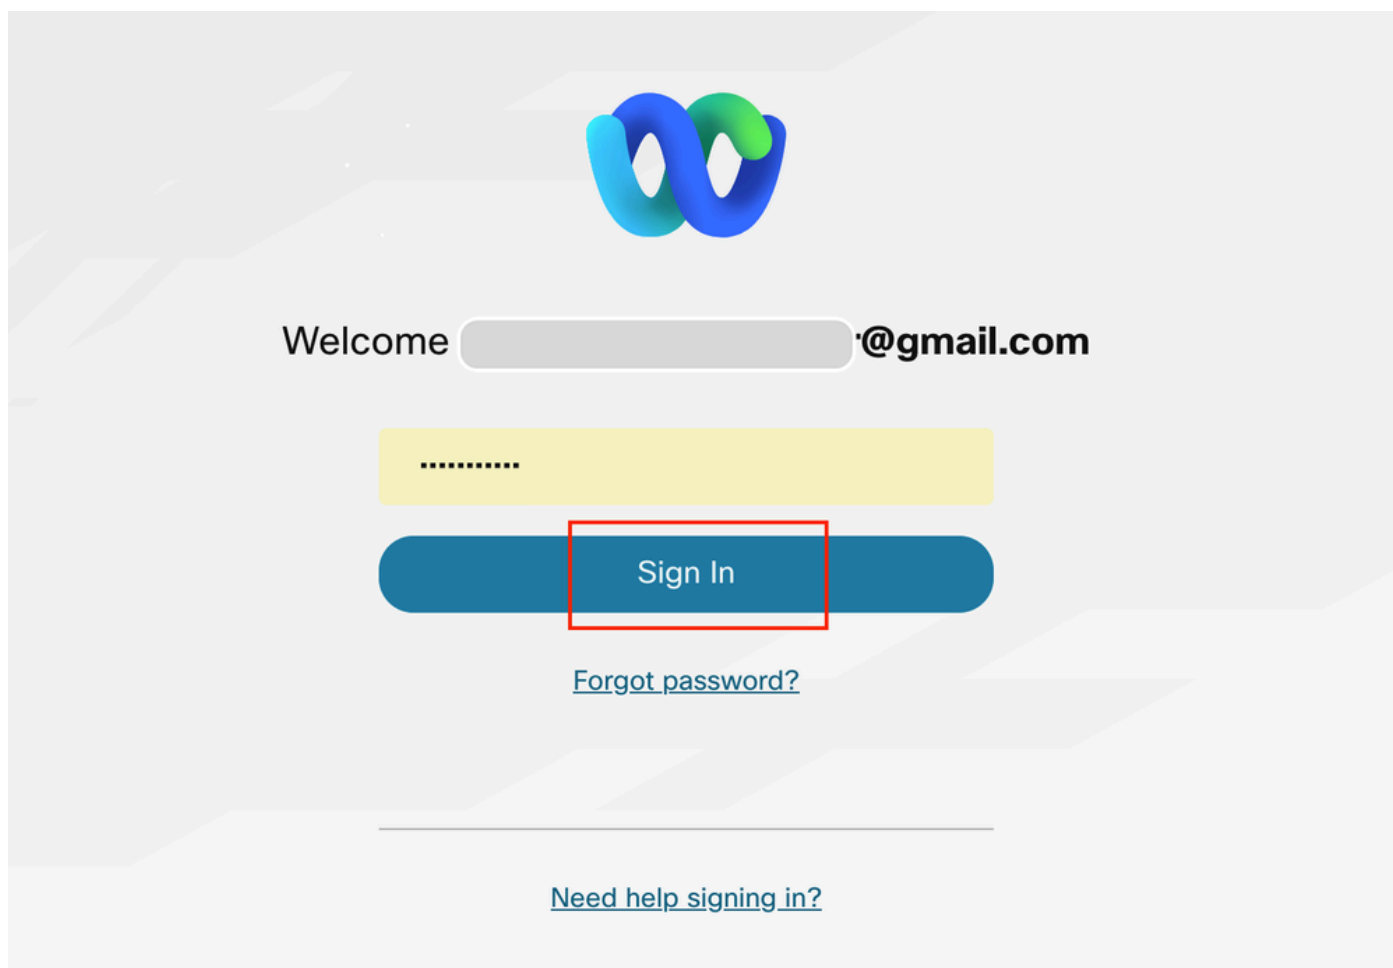 Welcome @gmail.com
•••••••••••
Sign In
Forgot password?
Need help signing in?